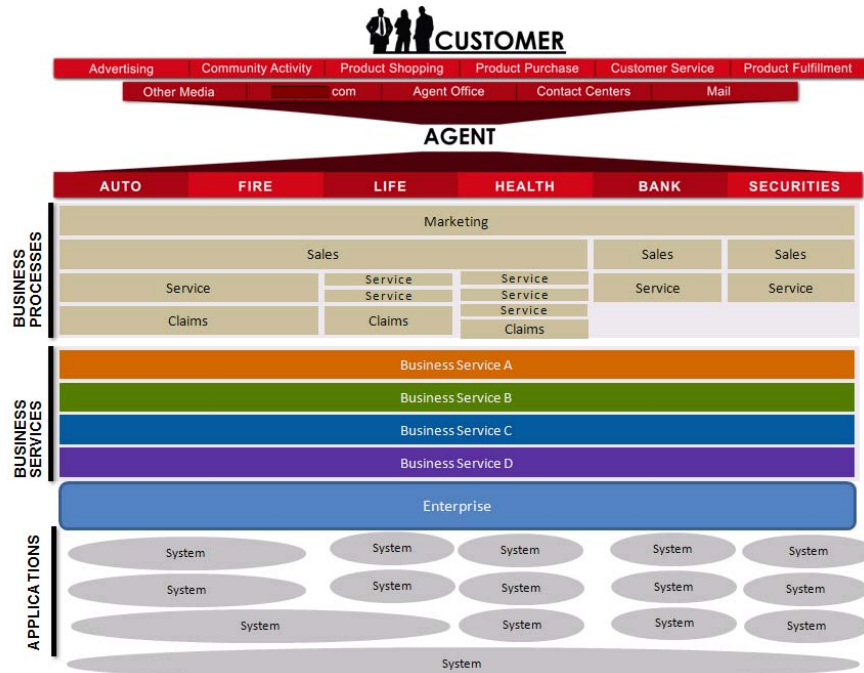 CUSTOMER
Advertising Community Activity Product Shopping Product Purchase Customer Service Product Fulfillment
Other Media com Agent Office Contact Centers Mail
AGENT
AUTO FIRE LIFE HEALTH BANK SECURITIES
BUSINESS PROCESSES
Marketing
Sales Sales Sales
Service Service Service Service Service
Service Service
Service
Claims Claims Claims
BUSINESS SERVICES
Business Service A
Business Service B
Business Service C
Business Service D
Enterprise
APPLICATIONS
System System System System System
System System System System System
System System System System
System